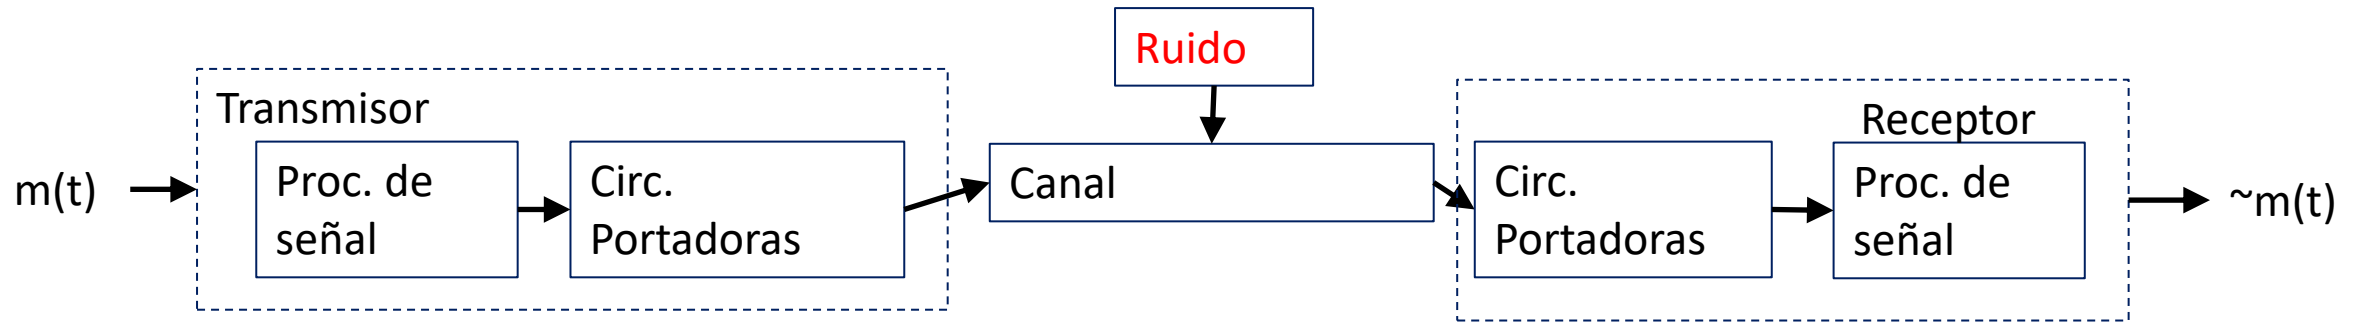 Ruido
Transmisor
Receptor
m(t)
Proc. de
señal
Circ.
Portadoras
Canal
Circ.
Portadoras
Proc. de
señal
~m(t)